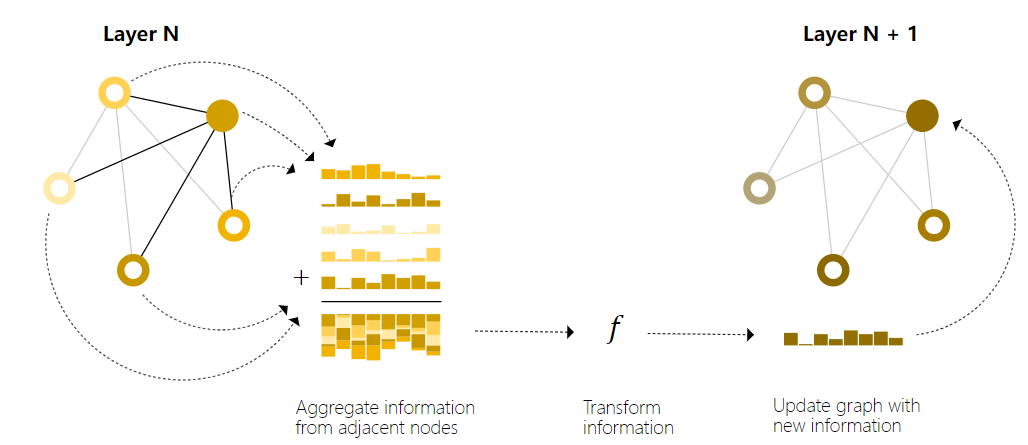 Layer N
Layer N + 1
+
f
Aggregate information
from adjacent nodes
Transform
information
Update graph with
new information